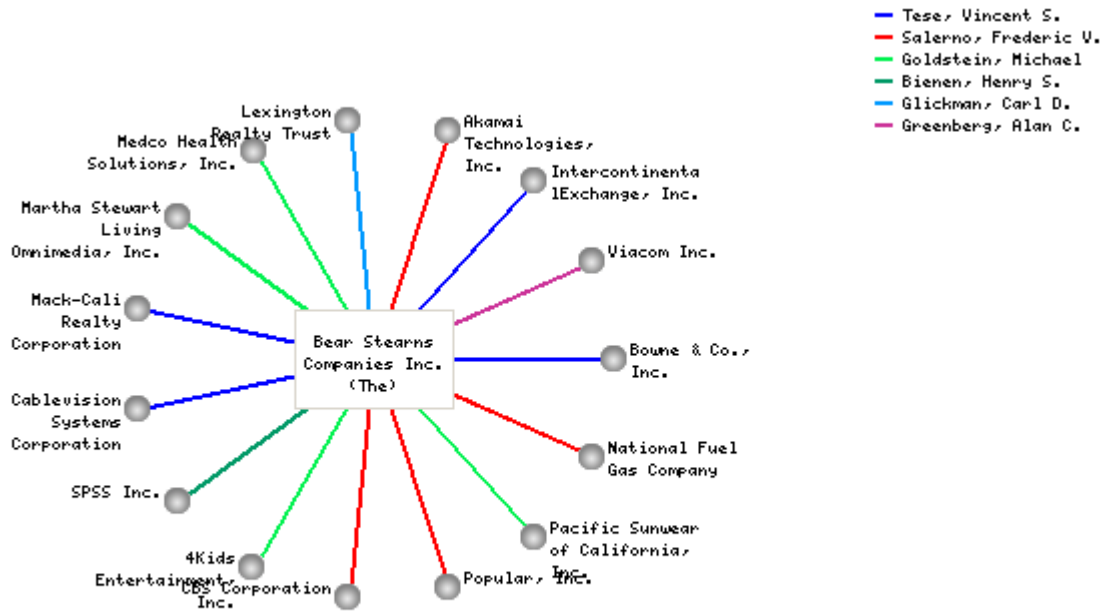 Tese, Vincent S.
Salerno, Frederic V.
Goldstein, Michael
Bienen, Henry S.
Glickman, Carl D.
Greenberg, Alan C.
Lexington
Realty Trust
Akamai
Technologies,
Inc.
Medco Health
Solutions, Inc.
Intercontinenta
lExchange, Inc.
Martha Stewart
Living
Omnimedia, Inc.
Viacom Inc.
Mack-Cali
Realty
Corporation
Bear Stearns
Companies Inc.
(The)
Bowne & Co.,
Inc.
Cablevision
Systems
Corporation
National Fuel
Gas Company
SPSS Inc.
Pacific Sunwear
of California,
Inc.
4Kids
Entertainment,
Inc.
CBS Corporation
Popular, Inc.